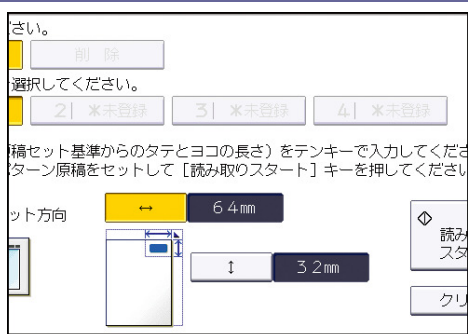 さい。
削 除
選択してください。
2| ＊未登録 3| ＊未登録 4| ＊未登録
稿セット基準からのタテとヨコの長さ）をテンキーで入力してくださ
ターン原稿をセットして［読み取りスタート］キーを押してください
ット方向
↔ 64mm
読み
スタ
↕ 32mm
クリ